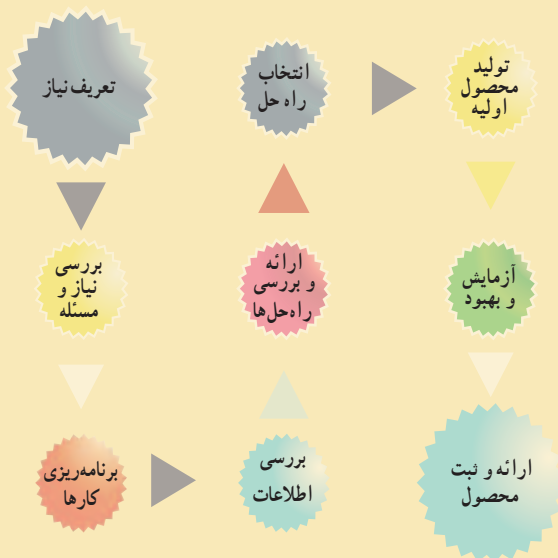 تعریف نیاز
بررسی
نیاز و
مسئله
برنامه‌ریزی
کارها
بررسی
اطلاعات
ارائه
و بررسی
راه‌حل‌ها
انتخاب
راه حل
تولید
محصول
اولیه
آزمایش
و بهبود
ارائه و ثبت
محصول